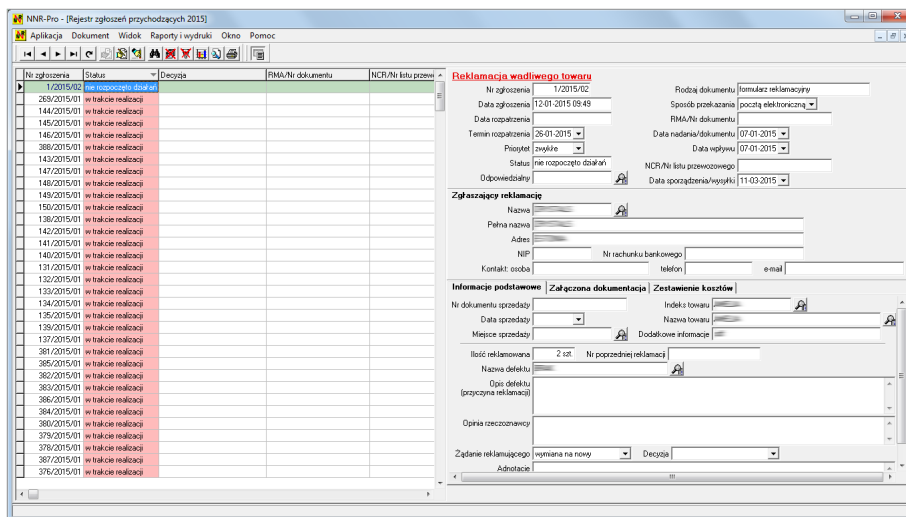 NNR-Pro - [Rejestr zgłoszeń przychodzących 2015]
Aplikacja Dokument Widok Raporty i wydruki Okno Pomoc
Nr zgłoszenia Status Decyzja RMA/Nr dokumentu NCR/Nr listu przew
1/2015/02 nie rozpoczęto działań
269/2015/01 w trakcie realizacji
144/2015/01 w trakcie realizacji
145/2015/01 w trakcie realizacji
146/2015/01 w trakcie realizacji
388/2015/01 w trakcie realizacji
143/2015/01 w trakcie realizacji
147/2015/01 w trakcie realizacji
148/2015/01 w trakcie realizacji
149/2015/01 w trakcie realizacji
150/2015/01 w trakcie realizacji
138/2015/01 w trakcie realizacji
142/2015/01 w trakcie realizacji
141/2015/01 w trakcie realizacji
140/2015/01 w trakcie realizacji
131/2015/01 w trakcie realizacji
132/2015/01 w trakcie realizacji
133/2015/01 w trakcie realizacji
134/2015/01 w trakcie realizacji
135/2015/01 w trakcie realizacji
139/2015/01 w trakcie realizacji
137/2015/01 w trakcie realizacji
381/2015/01 w trakcie realizacji
385/2015/01 w trakcie realizacji
382/2015/01 w trakcie realizacji
383/2015/01 w trakcie realizacji
386/2015/01 w trakcie realizacji
384/2015/01 w trakcie realizacji
380/2015/01 w trakcie realizacji
379/2015/01 w trakcie realizacji
378/2015/01 w trakcie realizacji
387/2015/01 w trakcie realizacji
376/2015/01 w trakcie realizacji
Reklamacja wadliwego towaru
Nr zgłoszenia 1/2015/02 Rodzaj dokumentu formularz reklamacyjny
Data zgłoszenia 12-01-2015 09:49 Sposób przekazania pocztą elektroniczną
Data rozpatrzenia RMA/Nr dokumentu
Termin rozpatrzenia 26-01-2015 Data nadania/dokumentu 07-01-2015
Priorytet zwykłe Data wpływu 07-01-2015
Status nie rozpoczęto działań NCR/Nr listu przewozowego
Odpowiedzialny Data sporządzenia/wysyłki 11-03-2015
Zgłaszający reklamację
Nazwa
Pełna nazwa
Adres
NIP Nr rachunku bankowego
Kontakt: osoba telefon e-mail
Informacje podstawowe Załączona dokumentacja Zestawienie kosztów
Nr dokumentu sprzedaży Indeks towaru
Data sprzedaży Nazwa towaru
Miejsce sprzedaży Dodatkowe informacje
Ilość reklamowana 2 szt. Nr poprzedniej reklamacji
Nazwa defektu
Opis defektu
(przyczyna reklamacji)
Opinia rzeczoznawcy
Żądanie reklamującego wymiana na nowy Decyzja
Adnotacje